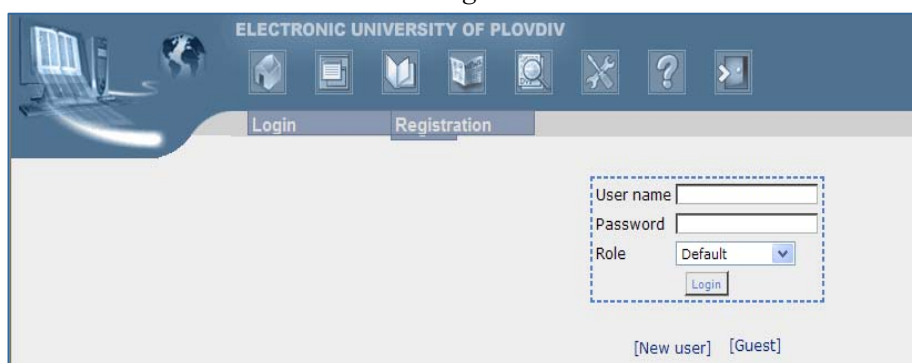 ELECTRONIC UNIVERSITY OF PLOVDIV
Login Registration
User name
Password
Role Default
Login
[New user] [Guest]